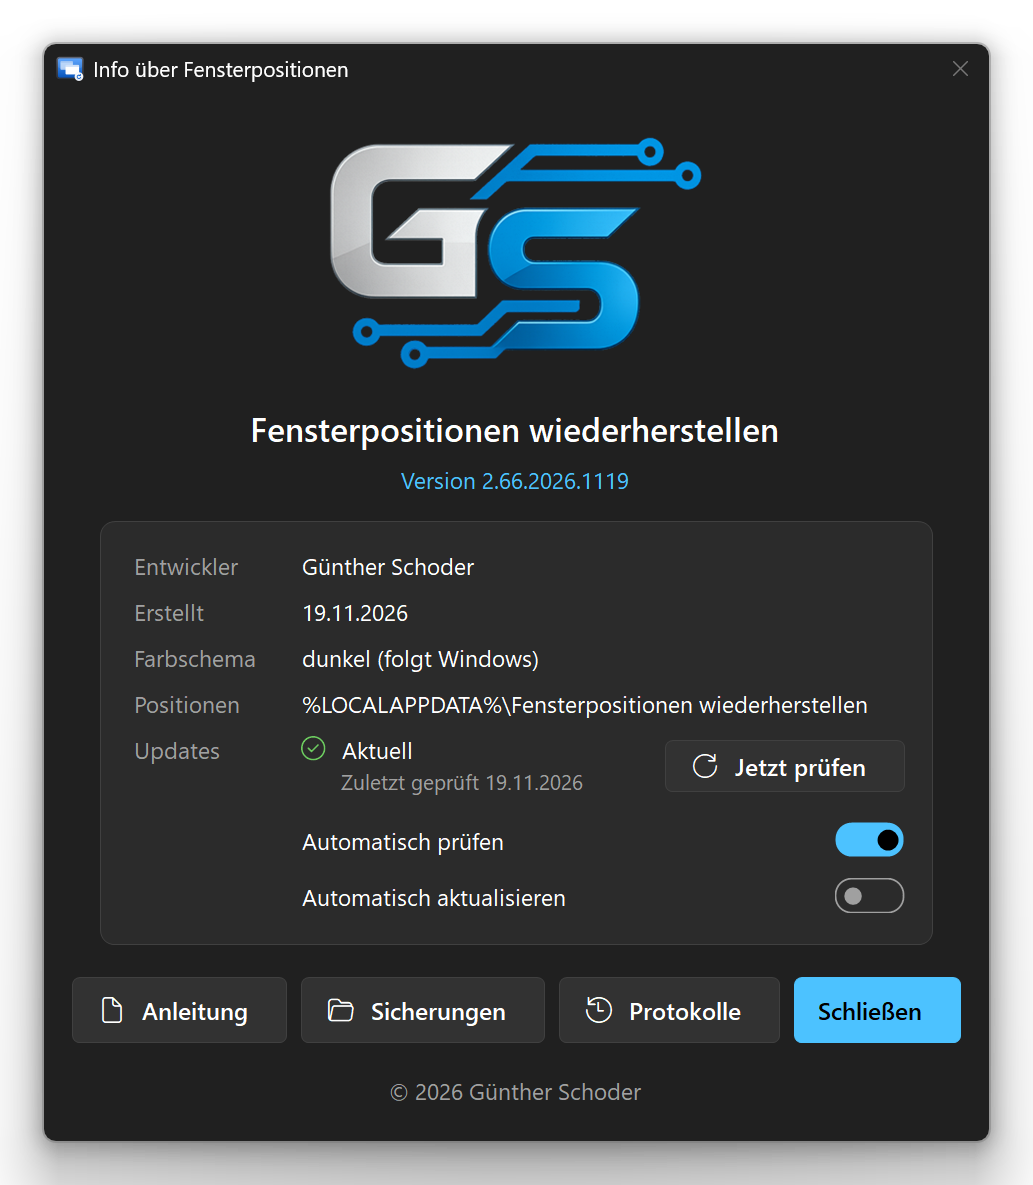 Info über Fensterpositionen
GS
Fensterpositionen wiederherstellen
Version 2.66.2026.1119
Entwickler Günther Schoder
Erstellt 19.11.2026
Farbschema dunkel (folgt Windows)
Positionen %LOCALAPPDATA%\Fensterpositionen wiederherstellen
Updates Aktuell
Zuletzt geprüft 19.11.2026
Jetzt prüfen
Automatisch prüfen
Automatisch aktualisieren
Anleitung Sicherungen Protokolle Schließen
© 2026 Günther Schoder